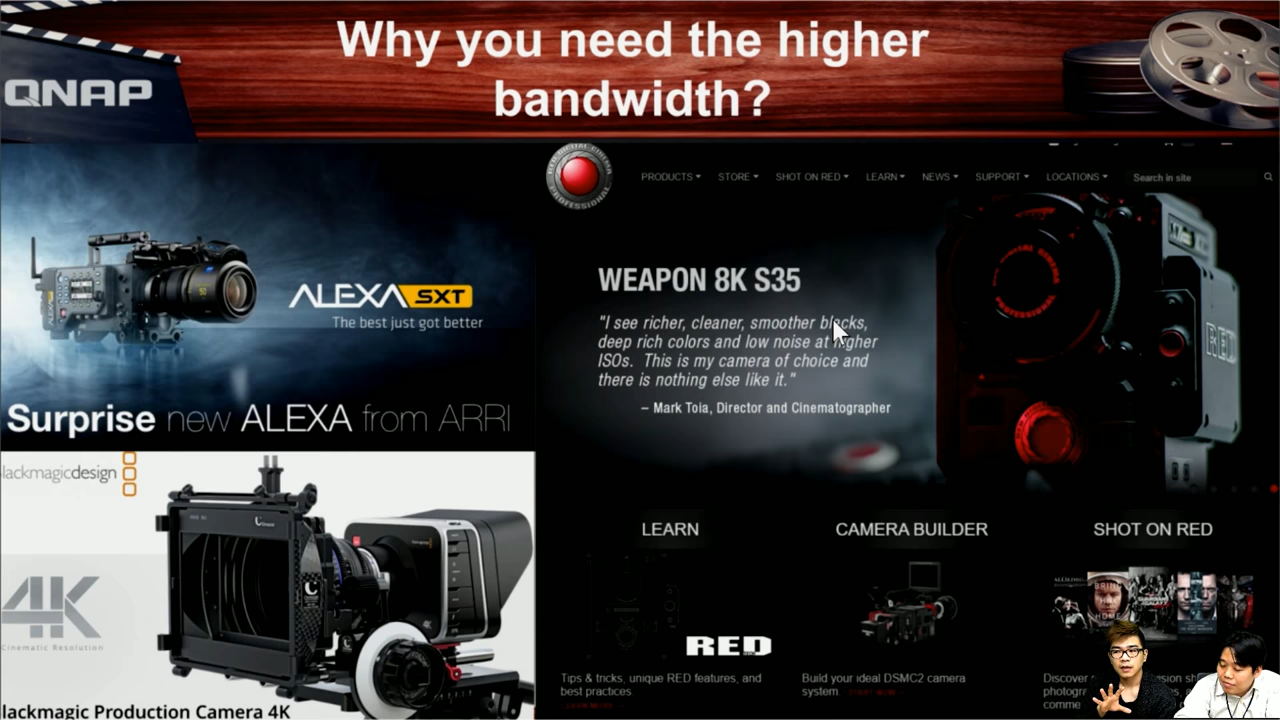 Why you need the higher
bandwidth?
QNAP
ALEXA SXT
The best just got better
Surprise new ALEXA from ARRI
lackmagicdesign
4K
Cinematic Resolution
lackmagic Production Camera 4K
PRODUCTS STORE SHOT ON RED LEARN NEWS SUPPORT LOCATIONS Search in site
WEAPON 8K S35
"I see richer, cleaner, smoother blacks,
deep rich colors and low noise at higher
ISOs. This is my camera of choice and
there is nothing else like it."
– Mark Toia, Director and Cinematographer
RED
LEARN
RED
Tips & tricks, unique RED features, and
best practices
CAMERA BUILDER
Build your ideal DSMC2 camera
system
SHOT ON RED
Discover
photogra
comme